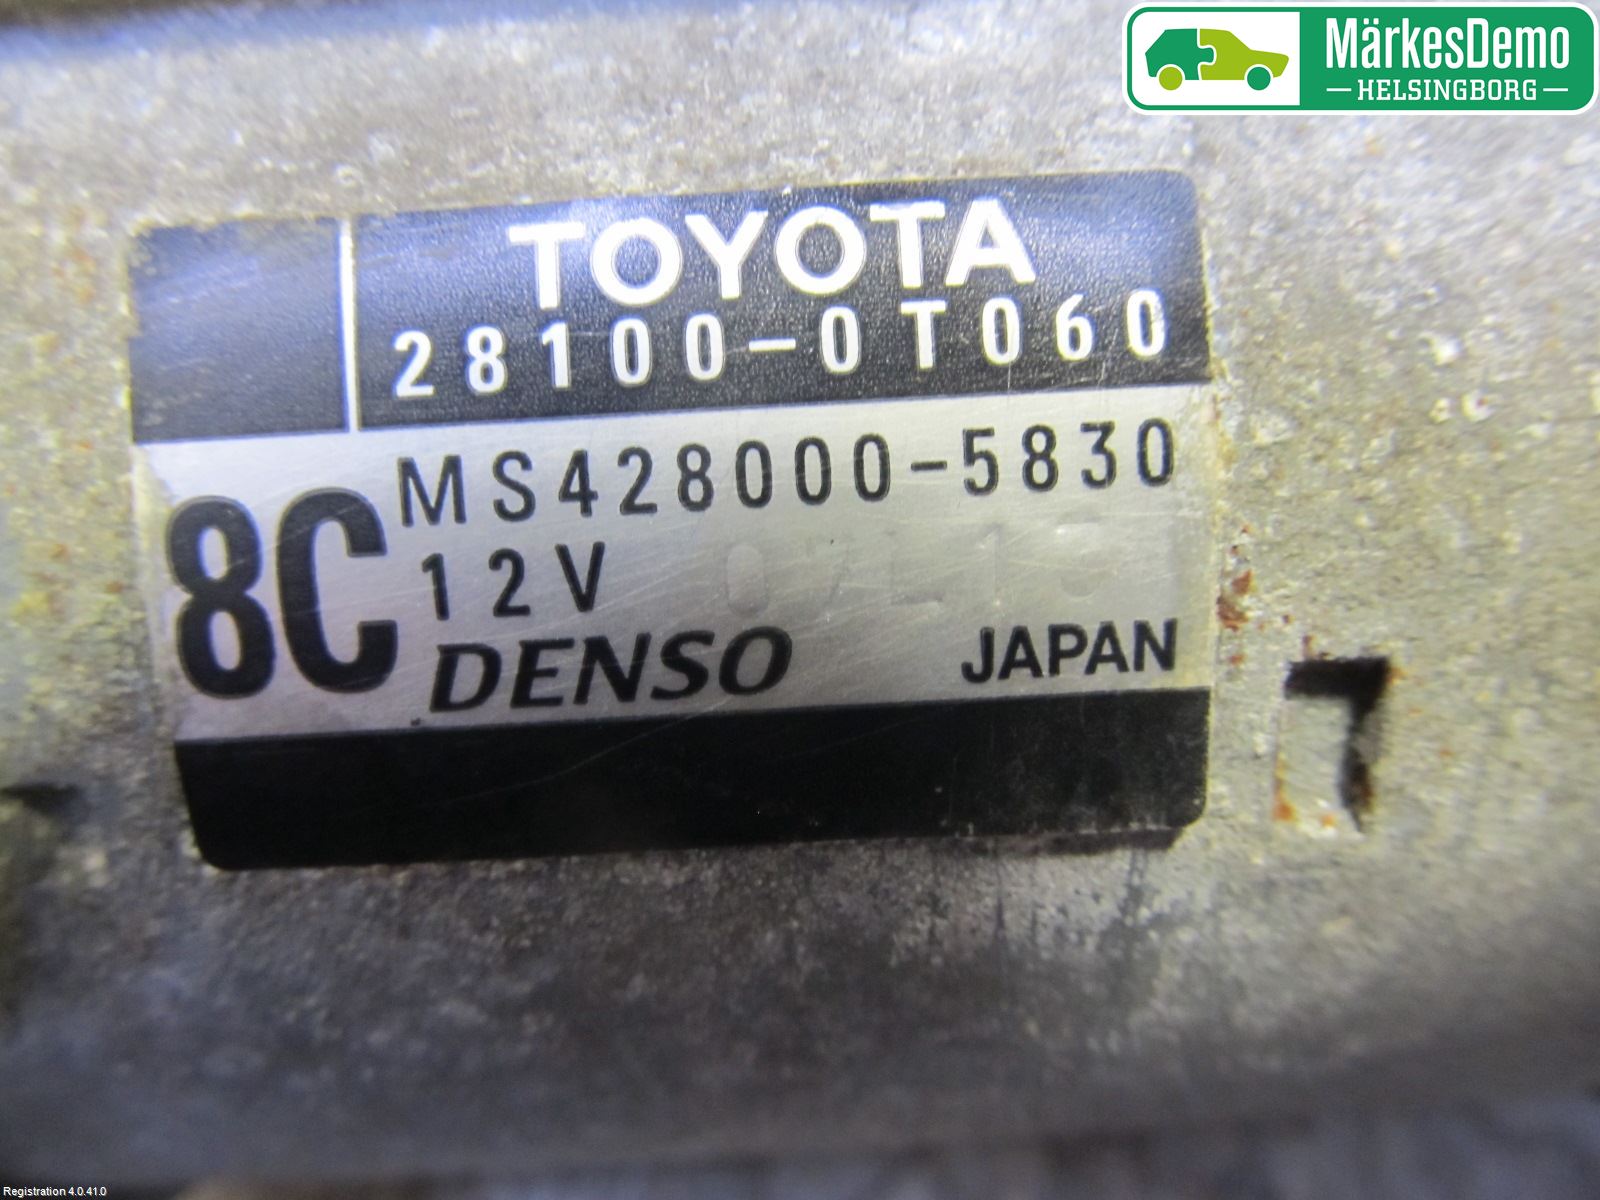 MärkesDemo
HELSINGBORG
TOYOTA
28100-0T060
8C
MS428000-5830
12V
DENSO
JAPAN
Registration 4.0.41.0